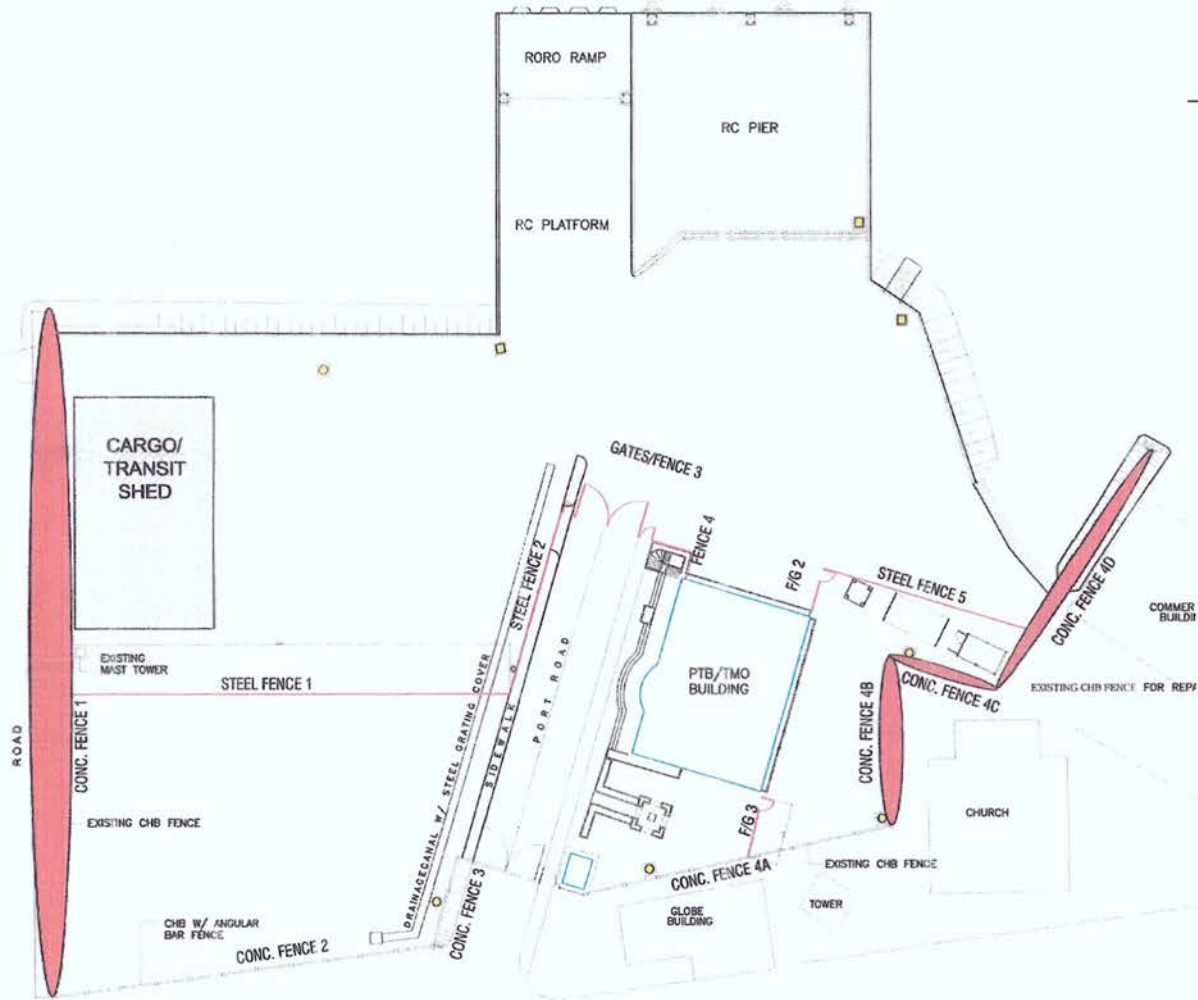 RORO RAMP
RC PIER
RC PLATFORM
CARGO/
TRANSIT
SHED
GATES/FENCE 3
FENCE 4
STEEL FENCE 2
F/G 2
STEEL FENCE 5
CONC. FENCE 4D
COMMER
EXISTING
MAST TOWER
STEEL FENCE 1
PTB/TMO
BUILDING
CONC. FENCE 4C
EXISTING CHB FENCE FOR REPA
CONC. FENCE 4B
ROAD
CONC. FENCE 1
DRAINAGECANAL W/ STEEL GRATING COVER
SIDEWALK
PORT ROAD
EXISTING CHB FENCE
CHURCH
F/G 3
EXISTING CHB FENCE
CONC. FENCE 4A
TOWER
GLOBE
BUILDING
CHB W/ ANGULAR
BAR FENCE
CONC. FENCE 2
CONC. FENCE 3